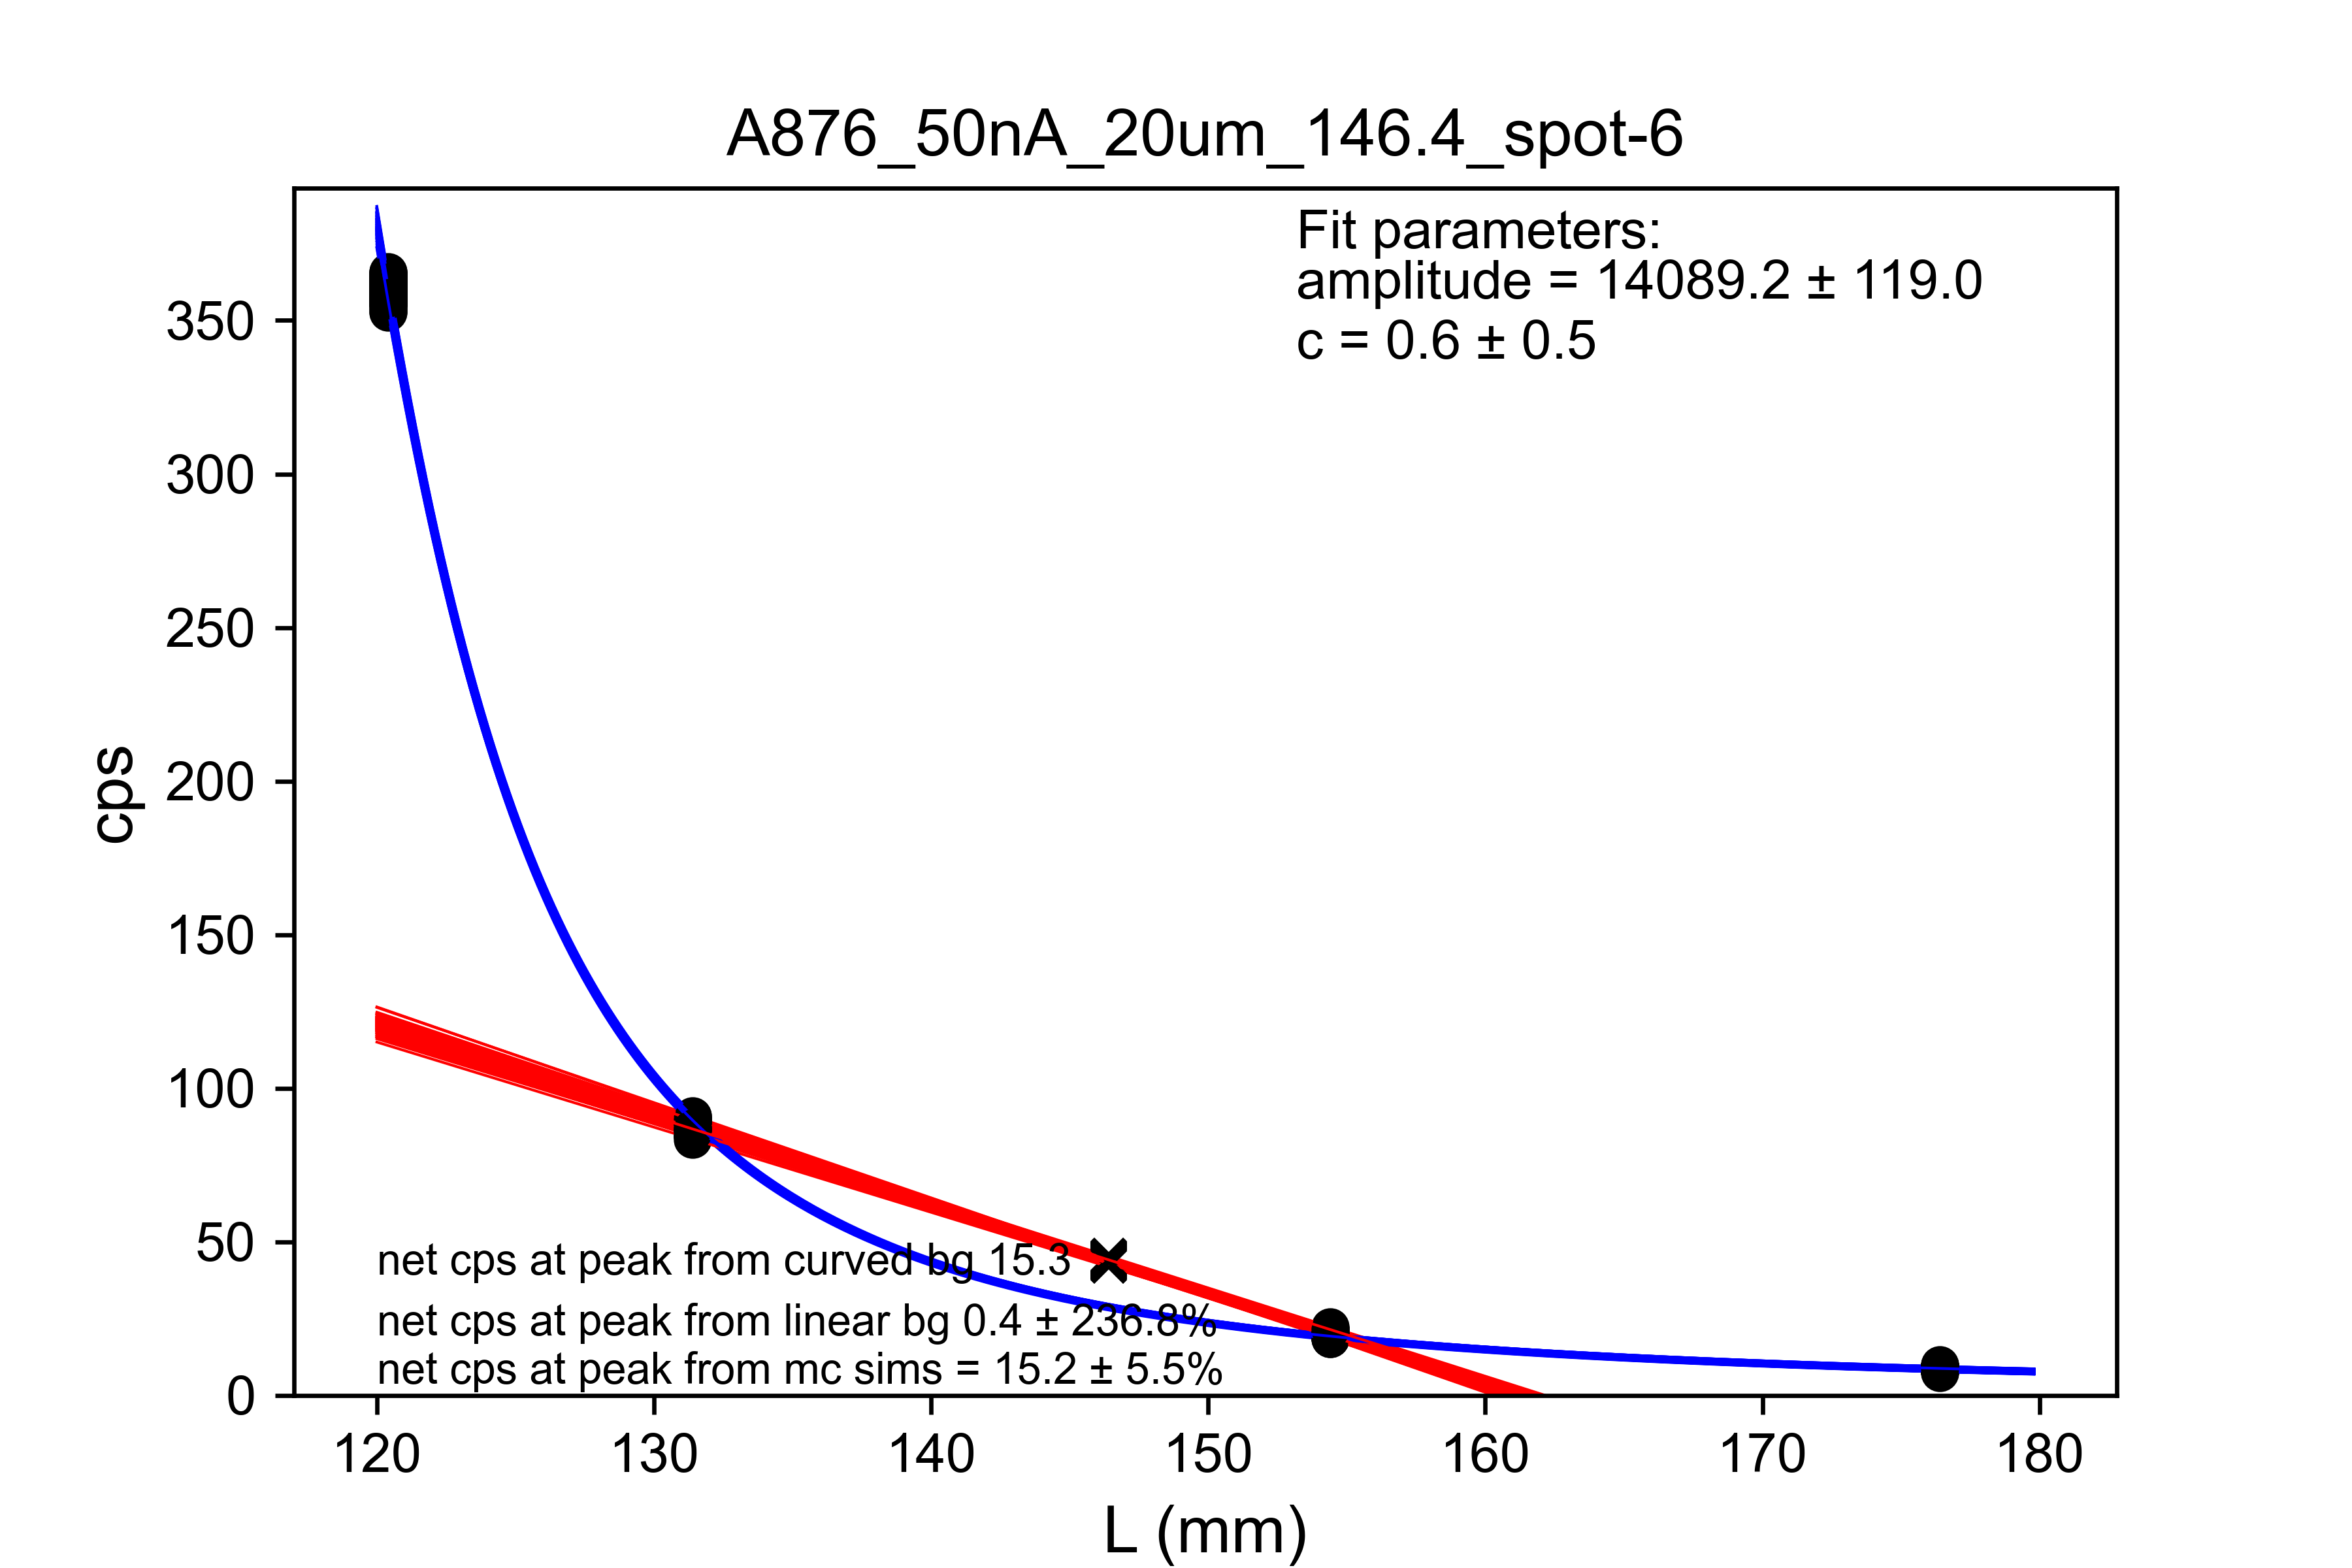 A876_50nA_20um_146.4_spot-6
Fit parameters:
amplitude = 14089.2 ± 119.0
c = 0.6 ± 0.5
350
300
250
200
150
100
50
0
cps
net cps at peak from curved bg 15.3
net cps at peak from linear bg 0.4 ± 236.8%
net cps at peak from mc sims = 15.2 ± 5.5%
120 130 140 150 160 170 180
L (mm)